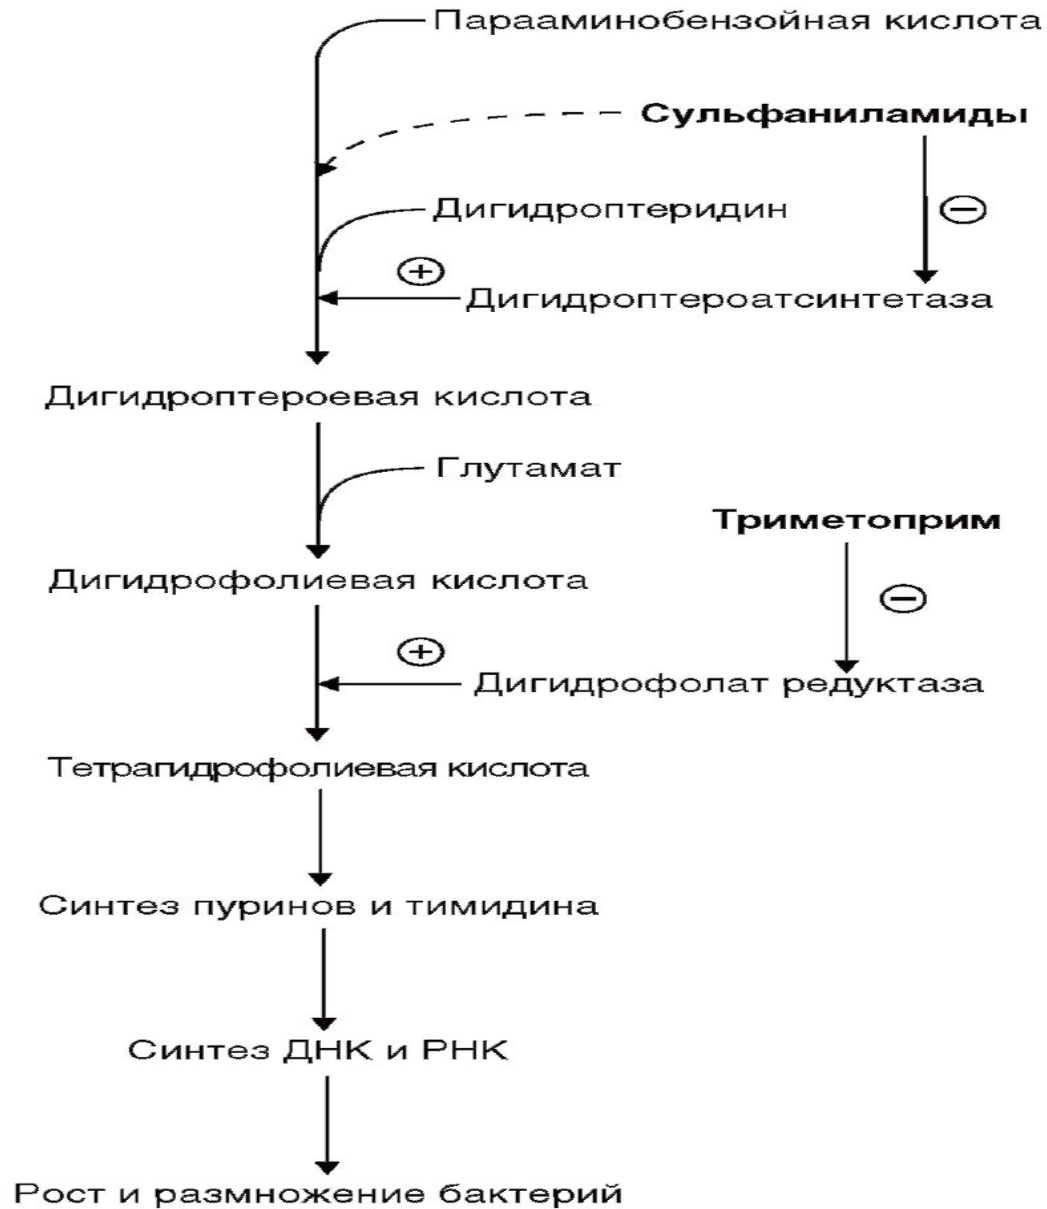 Парааминобензойная кислота
Сульфаниламиды
−
Дигидроптеридин
+
Дигидроптероатсинтетаза
Дигидроптероевая кислота
Глутамат
Триметоприм
Дигидрофолиевая кислота
−
+
Дигидрофолат редуктаза
Тетрагидрофолиевая кислота
Синтез пуринов и тимидина
Синтез ДНК и РНК
Рост и размножение бактерий